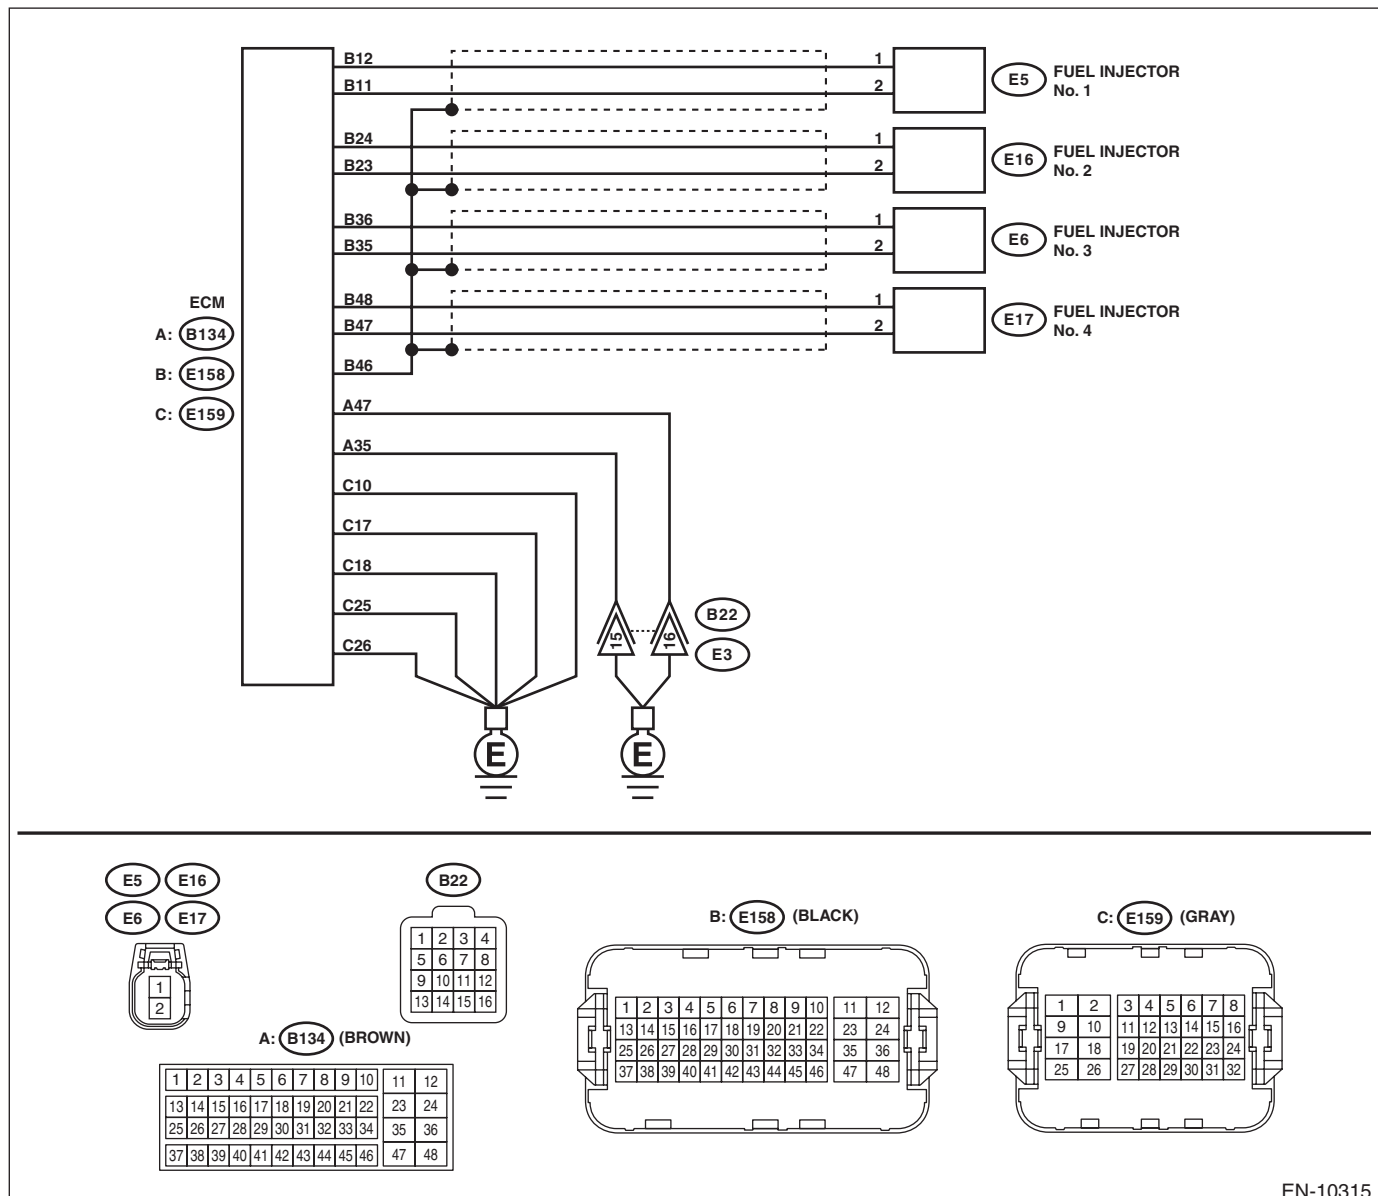 B12
1
B11
2
E5
FUEL INJECTOR
No. 1
B24
1
B23
2
E16
FUEL INJECTOR
No. 2
B36
1
B35
2
E6
FUEL INJECTOR
No. 3
B48
1
B47
2
E17
FUEL INJECTOR
No. 4
ECM
A: B134
B: E158
C: E159
B46
A47
A35
C10
C17
C18
C25
C26
15
16
B22
E3
E
E
E5 E16
E6 E17
1
2
B22
1 2 3 4
5 6 7 8
9 10 11 12
13 14 15 16
A: B134 (BROWN)
1 2 3 4 5 6 7 8 9 10 11 12
13 14 15 16 17 18 19 20 21 22 23 24
25 26 27 28 29 30 31 32 33 34 35 36
37 38 39 40 41 42 43 44 45 46 47 48
B: E158 (BLACK)
1 2 3 4 5 6 7 8 9 10 11 12
13 14 15 16 17 18 19 20 21 22 23 24
25 26 27 28 29 30 31 32 33 34 35 36
37 38 39 40 41 42 43 44 45 46 47 48
C: E159 (GRAY)
1 2 3 4 5 6 7 8
9 10 11 12 13 14 15 16
17 18 19 20 21 22 23 24
25 26 27 28 29 30 31 32
EN-10315